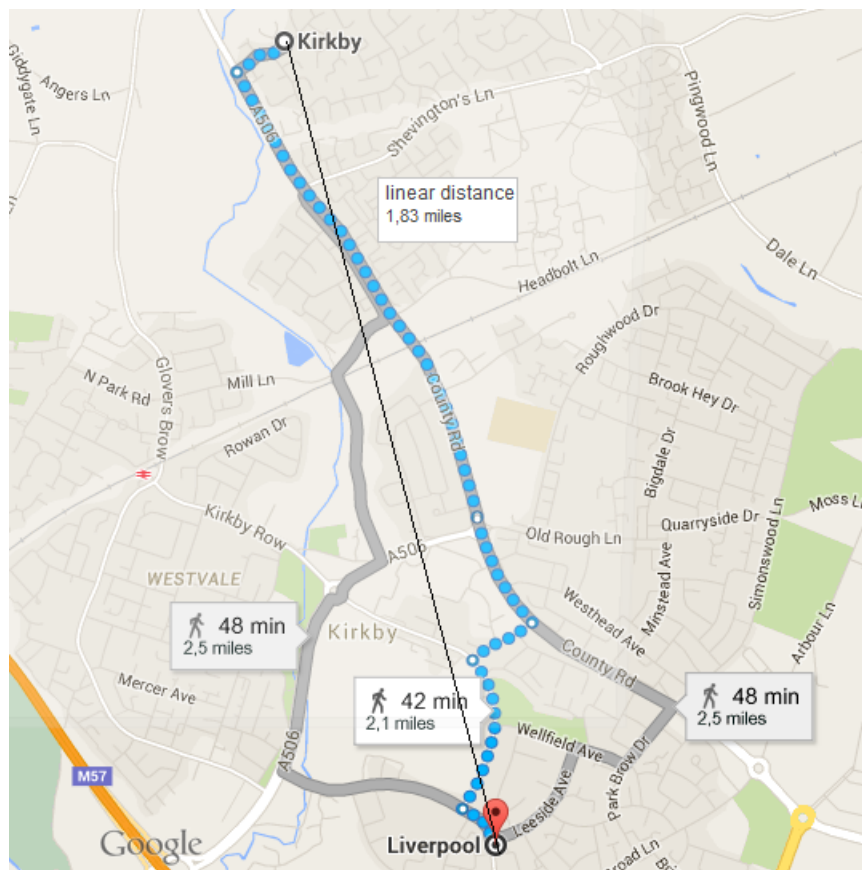 Kirkby
Giddygate Ln
Angers Ln
A506
Shevington's Ln
Pingwood Ln
linear distance
1,83 miles
Headbolt Ln
Dale Ln
Roughwood Dr
N Park Rd
Glovers Brow
Mill Ln
Rowan Dr
County Rd
Brook Hey Dr
Bigdale Dr
Kirkby Row
A506
Old Rough Ln
Quarryside Dr
Moss
Simonswood Ln
WESTVALE
Minstead Ave
Westhead Ave
48 min
2,5 miles
Kirkby
County Rd
Arbour Ln
Mercer Ave
42 min
2,1 miles
48 min
2,5 miles
Wellfield Ave
Park Brow Dr
A506
M57
Leeside Ave
Google
Liverpool